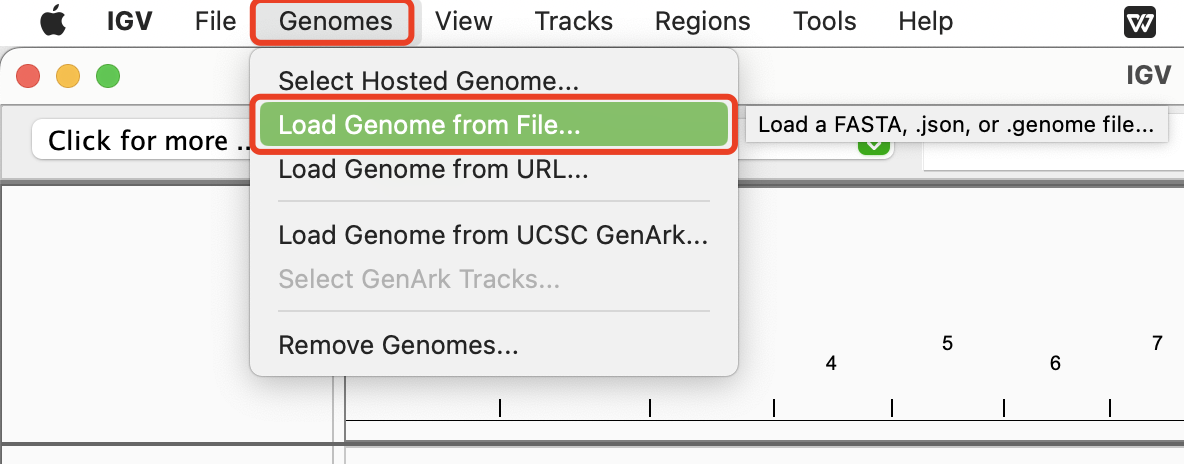 IGV File Genomes View Tracks Regions Tools Help
IGV
Select Hosted Genome...
Load Genome from File...
Load a FASTA, .json, or .genome file...
Click for more ..
Load Genome from URL...
Load Genome from UCSC GenArk...
Select GenArk Tracks...
Remove Genomes...
4 5 6 7